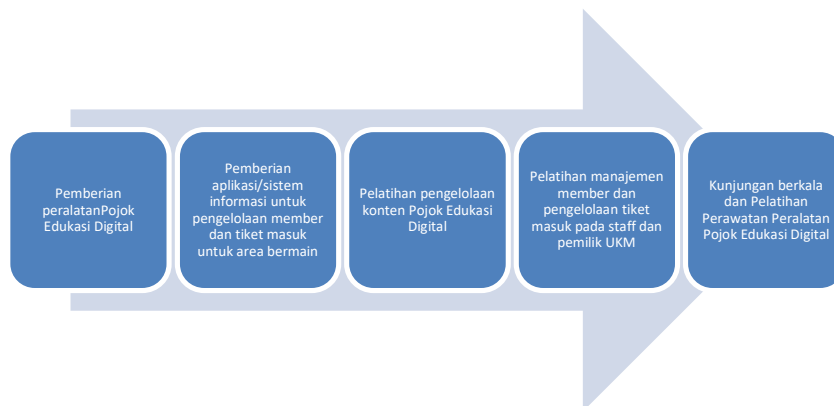 Pemberian
peralatanPojok
Edukasi Digital
Pemberian
aplikasi/sistem
informasi untuk
pengelolaan member
dan tiket masuk
untuk area bermain
Pelatihan pengelolaan
konten Pojok Edukasi
Digital
Pelatihan manajemen
member dan
pengelolaan tiket
masuk pada staff dan
pemilik UKM
Kunjungan berkala
dan Pelatihan
Perawatan Peralatan
Pojok Edukasi Digital